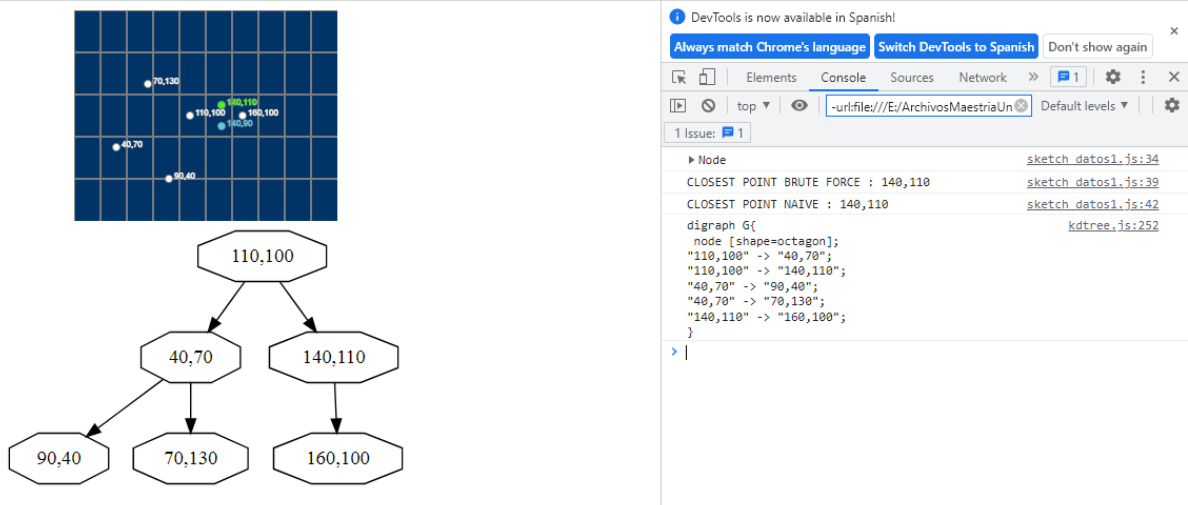 70,130
140,110
110,100
160,100
140,90
40,70
90,40
110,100
40,70
140,110
90,40
70,130
160,100
DevTools is now available in Spanish!
Always match Chrome's language
Switch DevTools to Spanish
Don't show again
Elements
Console
Sources
Network
1
top
-url:file:///E:/ArchivosMaestriaUn
Default levels
1 Issue:
1
Node
sketch_datos1.js:34
CLOSEST POINT BRUTE FORCE : 140,110
sketch_datos1.js:39
CLOSEST POINT NAIVE : 140,110
sketch_datos1.js:42
digraph G{
kdtree.js:252
node [shape=octagon];
"110,100" -> "40,70";
"110,100" -> "140,110";
"40,70" -> "90,40";
"40,70" -> "70,130";
"140,110" -> "160,100";
}